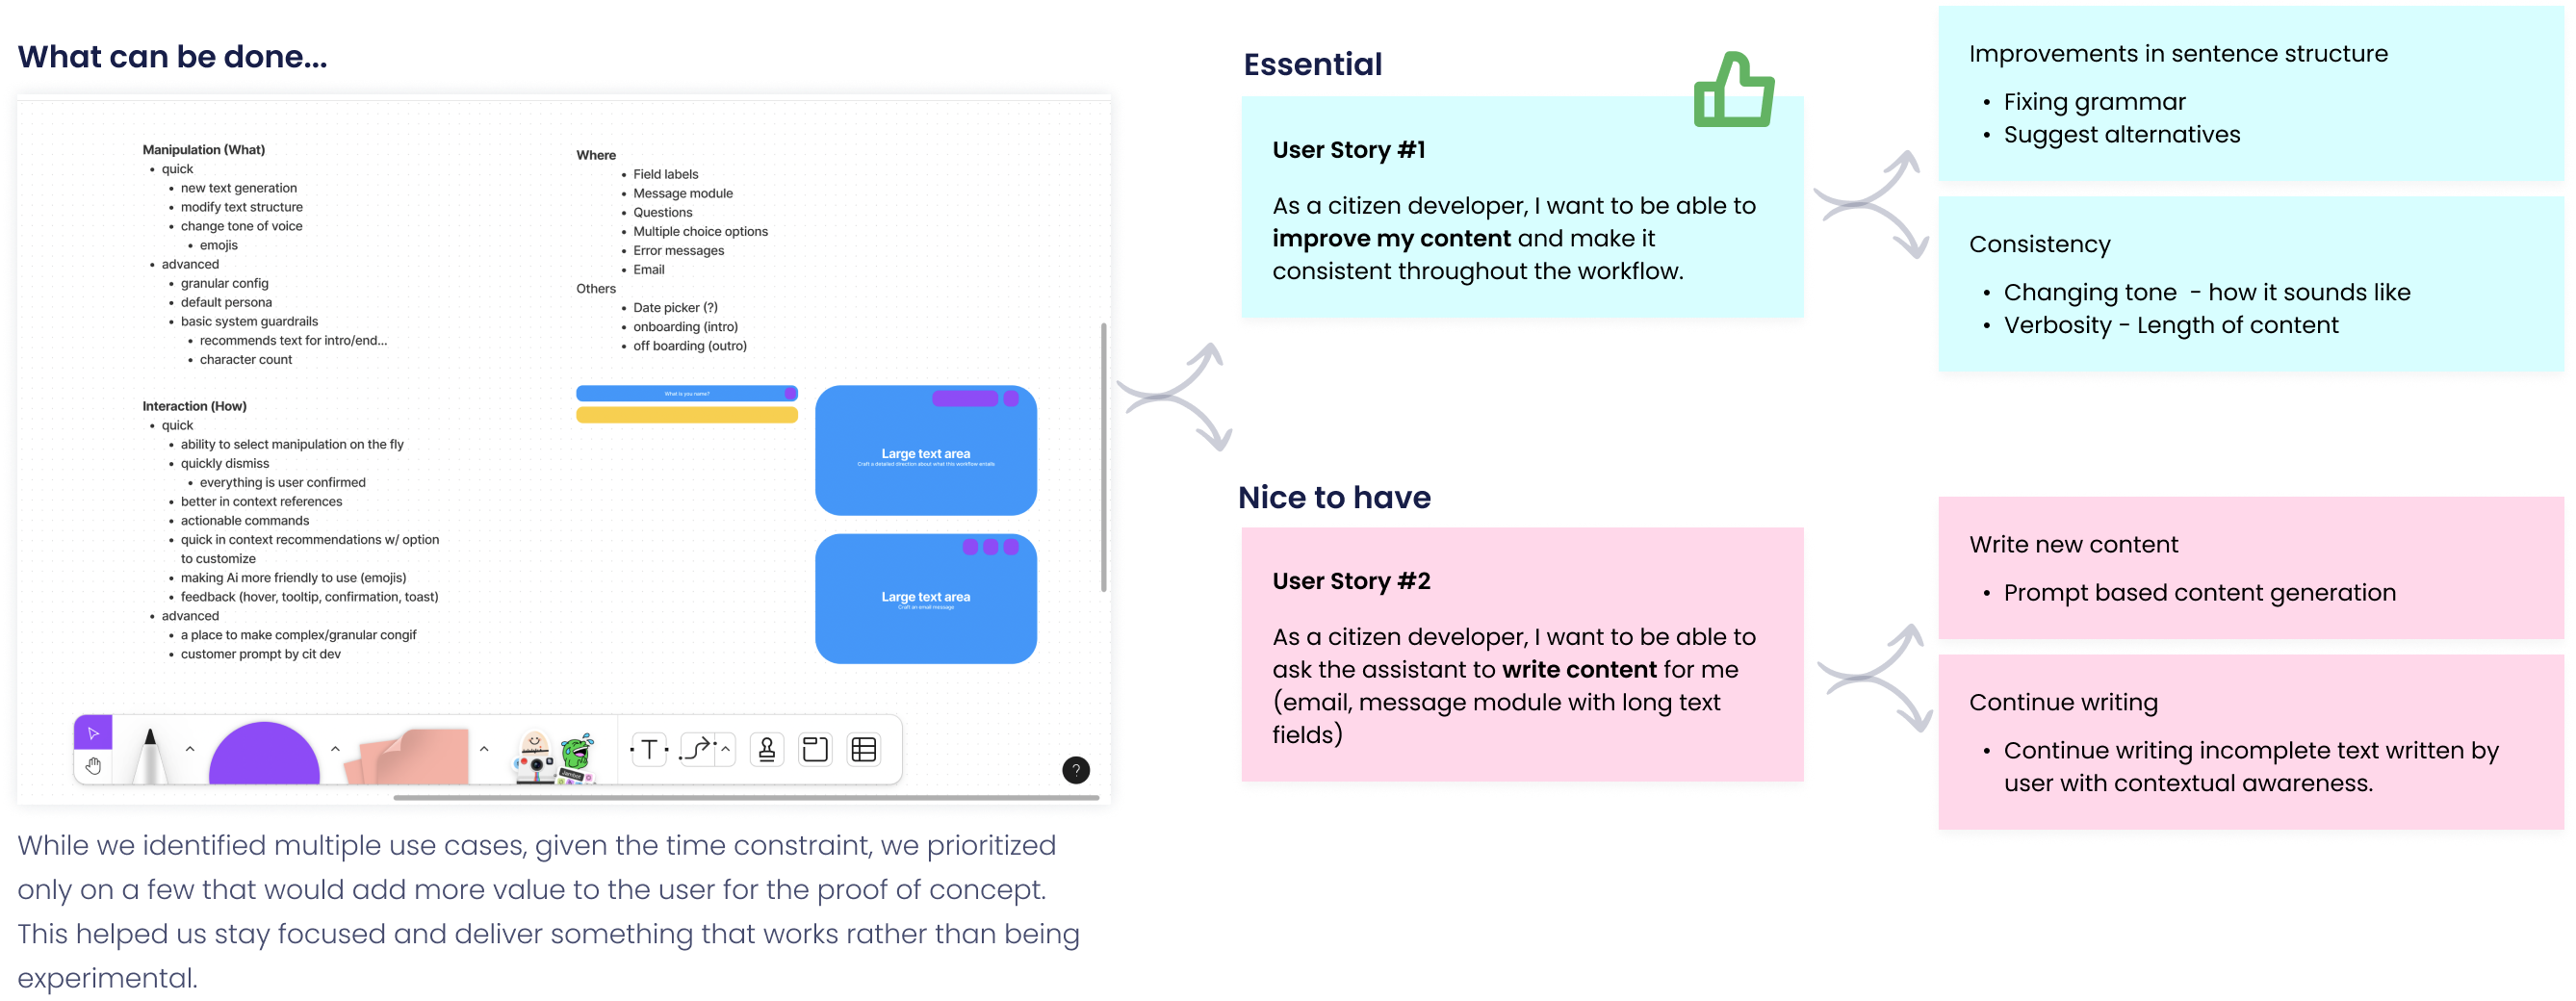 What can be done...
Manipulation (What)
• quick
• new text generation
• modify text structure
• change tone of voice
• emojis
• advanced
• granular config
• default persona
• basic system guardrails
• recommends text for intro/end...
• character count
Interaction (How)
• quick
• ability to select manipulation on the fly
• quickly dismiss
• everything is user confirmed
• better in context references
• actionable commands
• quick in context recommendations w/ option
to customize
• making Ai more friendly to use (emojis)
• feedback (hover, tooltip, confirmation, toast)
• advanced
• a place to make complex/granular congif
• customer prompt by cit dev
Where
• Field labels
• Message module
• Questions
• Multiple choice options
• Error messages
• Email
Others
• Date picker (?)
• onboarding (intro)
• off boarding (outro)
What is you name?
Large text area
Craft a detailed direction about what this workflow entails
Large text area
Craft an email message
T
Jambot
?
While we identified multiple use cases, given the time constraint, we prioritized
only on a few that would add more value to the user for the proof of concept.
This helped us stay focused and deliver something that works rather than being
experimental.
Essential
User Story #1
As a citizen developer, I want to be able to
improve my content and make it
consistent throughout the workflow.
Improvements in sentence structure
• Fixing grammar
• Suggest alternatives
Consistency
• Changing tone - how it sounds like
• Verbosity - Length of content
Nice to have
User Story #2
As a citizen developer, I want to be able to
ask the assistant to write content for me
(email, message module with long text
fields)
Write new content
• Prompt based content generation
Continue writing
• Continue writing incomplete text written by
user with contextual awareness.